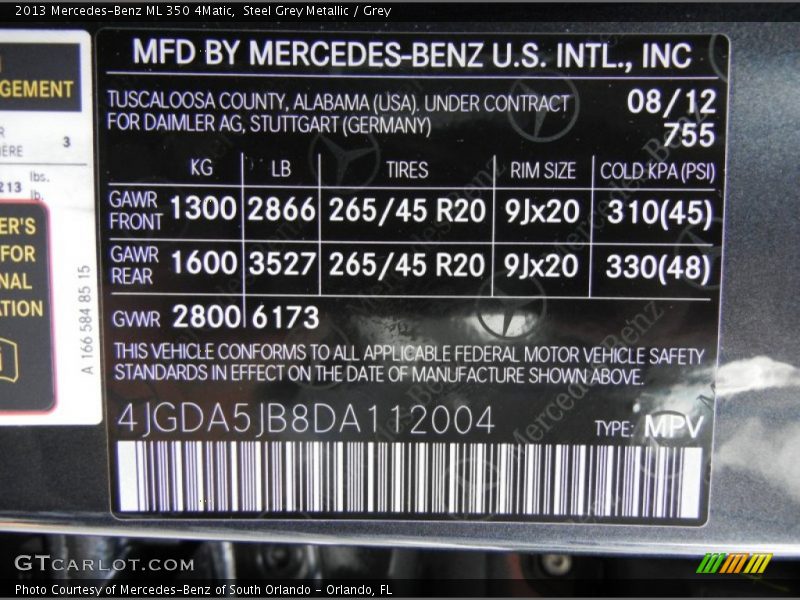 2013 Mercedes-Benz ML 350 4Matic, Steel Grey Metallic / Grey
GEMENT
3
213
lbs.
lb.
ER'S
FOR
NAL
TION
A 166 584 85 15
MFD BY MERCEDES-BENZ U.S. INTL., INC
TUSCALOOSA COUNTY, ALABAMA (USA). UNDER CONTRACT
FOR DAIMLER AG, STUTTGART (GERMANY)
08/12
755
KG LB TIRES RIM SIZE COLD KPA (PSI)
GAWR FRONT 1300 2866 265/45 R20 9Jx20 310(45)
GAWR REAR 1600 3527 265/45 R20 9Jx20 330(48)
GVWR 2800 6173
THIS VEHICLE CONFORMS TO ALL APPLICABLE FEDERAL MOTOR VEHICLE SAFETY
STANDARDS IN EFFECT ON THE DATE OF MANUFACTURE SHOWN ABOVE.
4JGDA5JB8DA112004 TYPE: MPV
GTCARLOT.COM
Photo Courtesy of Mercedes-Benz of South Orlando - Orlando, FL